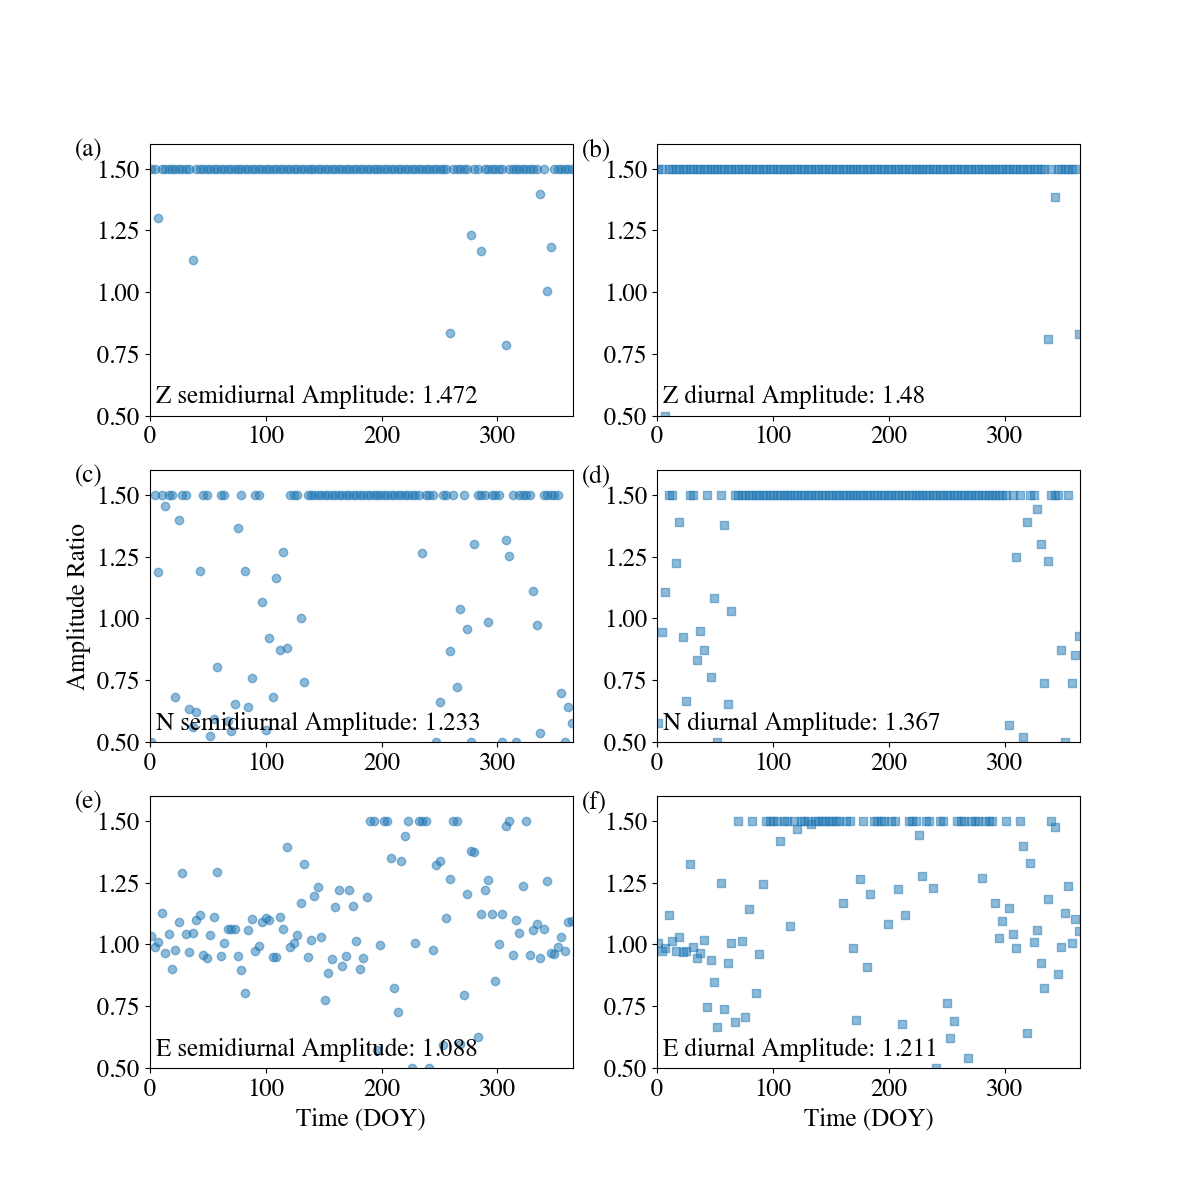 (a)
1.50
1.25
1.00
0.75
0.50
Z semidiurnal Amplitude: 1.472
0 100 200 300
(b)
1.50
1.25
1.00
0.75
0.50
Z diurnal Amplitude: 1.48
0 100 200 300
(c)
Amplitude Ratio
1.50
1.25
1.00
0.75
0.50
N semidiurnal Amplitude: 1.233
0 100 200 300
(d)
1.50
1.25
1.00
0.75
0.50
N diurnal Amplitude: 1.367
0 100 200 300
(e)
1.50
1.25
1.00
0.75
0.50
E semidiurnal Amplitude: 1.088
0 100 200 300
Time (DOY)
(f)
1.50
1.25
1.00
0.75
0.50
E diurnal Amplitude: 1.211
0 100 200 300
Time (DOY)